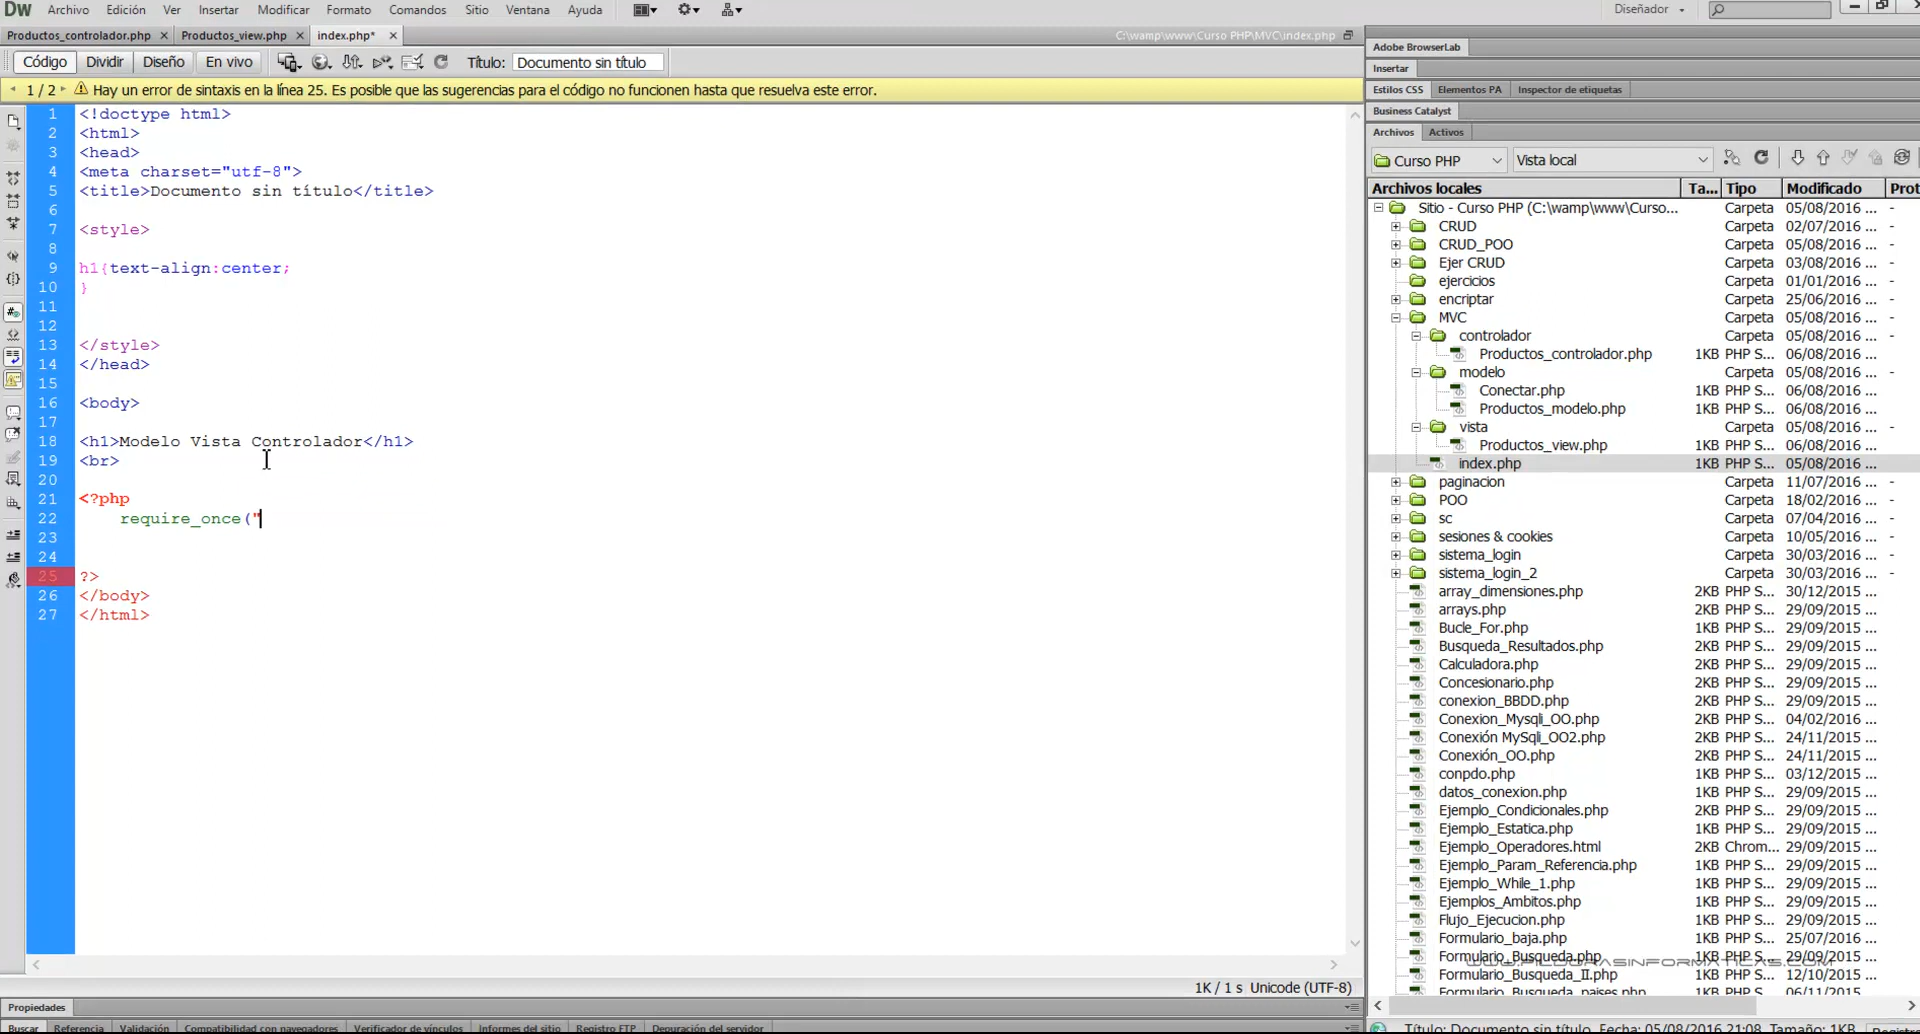 Dw Archivo Edición Ver Insertar Modificar Formato Comandos Sitio Ventana Ayuda Diseñador
Productos_controlador.php × Productos_view.php × index.php* × C:\wamp\www\Curso PHP\MVC\index.php
Código Dividir Diseño En vivo Título: Documento sin título
1 / 2 Hay un error de sintaxis en la línea 25. Es posible que las sugerencias para el código no funcionen hasta que resuelva este error.
1 <!doctype html>
2 <html>
3 <head>
4 <meta charset="utf-8">
5 <title>Documento sin título</title>
6
7 <style>
8
9 h1{text-align:center;
10 }
11
12
13 </style>
14 </head>
15
16 <body>
17
18 <h1>Modelo Vista Controlador</h1>
19 <br>
20
21 <?php
22 require_once("
23
24
25 ?>
26 </body>
27 </html>
1K / 1 s Unicode (UTF-8)
Propiedades
Buscar Referencia Validación Compatibilidad con navegadores Verificador de vínculos Informes del sitio Registro FTP Depuración del servidor
Adobe BrowserLab
Insertar
Estilos CSS Elementos PA Inspector de etiquetas
Business Catalyst
Archivos Activos
Curso PHP Vista local
Archivos locales Ta... Tipo Modificado Prot
Sitio - Curso PHP (C:\wamp\www\Curso... Carpeta 05/08/2016 ... -
CRUD Carpeta 02/07/2016 ... -
CRUD_POO Carpeta 05/08/2016 ... -
Ejer CRUD Carpeta 03/08/2016 ... -
ejercicios Carpeta 01/01/2016 ... -
encriptar Carpeta 25/06/2016 ... -
MVC Carpeta 05/08/2016 ... -
controlador Carpeta 05/08/2016 ... -
Productos_controlador.php 1KB PHP S... 06/08/2016 ...
modelo Carpeta 05/08/2016 ... -
Conectar.php 1KB PHP S... 06/08/2016 ...
Productos_modelo.php 1KB PHP S... 06/08/2016 ...
vista Carpeta 05/08/2016 ... -
Productos_view.php 1KB PHP S... 06/08/2016 ...
index.php 1KB PHP S... 05/08/2016 ...
paginacion Carpeta 11/07/2016 ... -
POO Carpeta 18/02/2016 ... -
sc Carpeta 07/04/2016 ... -
sesiones & cookies Carpeta 10/05/2016 ... -
sistema_login Carpeta 30/03/2016 ... -
sistema_login_2 Carpeta 30/03/2016 ... -
array_dimensiones.php 2KB PHP S... 30/12/2015 ...
arrays.php 2KB PHP S... 29/09/2015 ...
Bucle_For.php 1KB PHP S... 29/09/2015 ...
Busqueda_Resultados.php 2KB PHP S... 29/09/2015 ...
Calculadora.php 2KB PHP S... 29/09/2015 ...
Concesionario.php 2KB PHP S... 29/09/2015 ...
conexion_BBDD.php 2KB PHP S... 29/09/2015 ...
Conexion_Mysqli_OO.php 2KB PHP S... 04/02/2016 ...
Conexión MySqli_OO2.php 2KB PHP S... 24/11/2015 ...
Conexión_OO.php 2KB PHP S... 24/11/2015 ...
conpdo.php 1KB PHP S... 03/12/2015 ...
datos_conexion.php 1KB PHP S... 29/09/2015 ...
Ejemplo_Condicionales.php 2KB PHP S... 29/09/2015 ...
Ejemplo_Estatica.php 1KB PHP S... 29/09/2015 ...
Ejemplo_Operadores.html 2KB Chrom... 29/09/2015 ...
Ejemplo_Param_Referencia.php 1KB PHP S... 29/09/2015 ...
Ejemplo_While_1.php 1KB PHP S... 29/09/2015 ...
Ejemplos_Ambitos.php 1KB PHP S... 29/09/2015 ...
Flujo_Ejecucion.php 1KB PHP S... 29/09/2015 ...
Formulario_baja.php 1KB PHP S... 25/07/2016 ...
Formulario_Busqueda.php 1KB PHP S... 29/09/2015 ...
WWW.PILDORASINFORMATICAS.COM
Formulario_Busqueda_II.php 1KB PHP S... 12/10/2015 ...
Formulario_Busqueda_paises.php 1KB PHP S... 06/11/2015 ...
Título: Documento sin título. Fecha: 05/08/2016 21:08. Tamaño: 1KB Registro